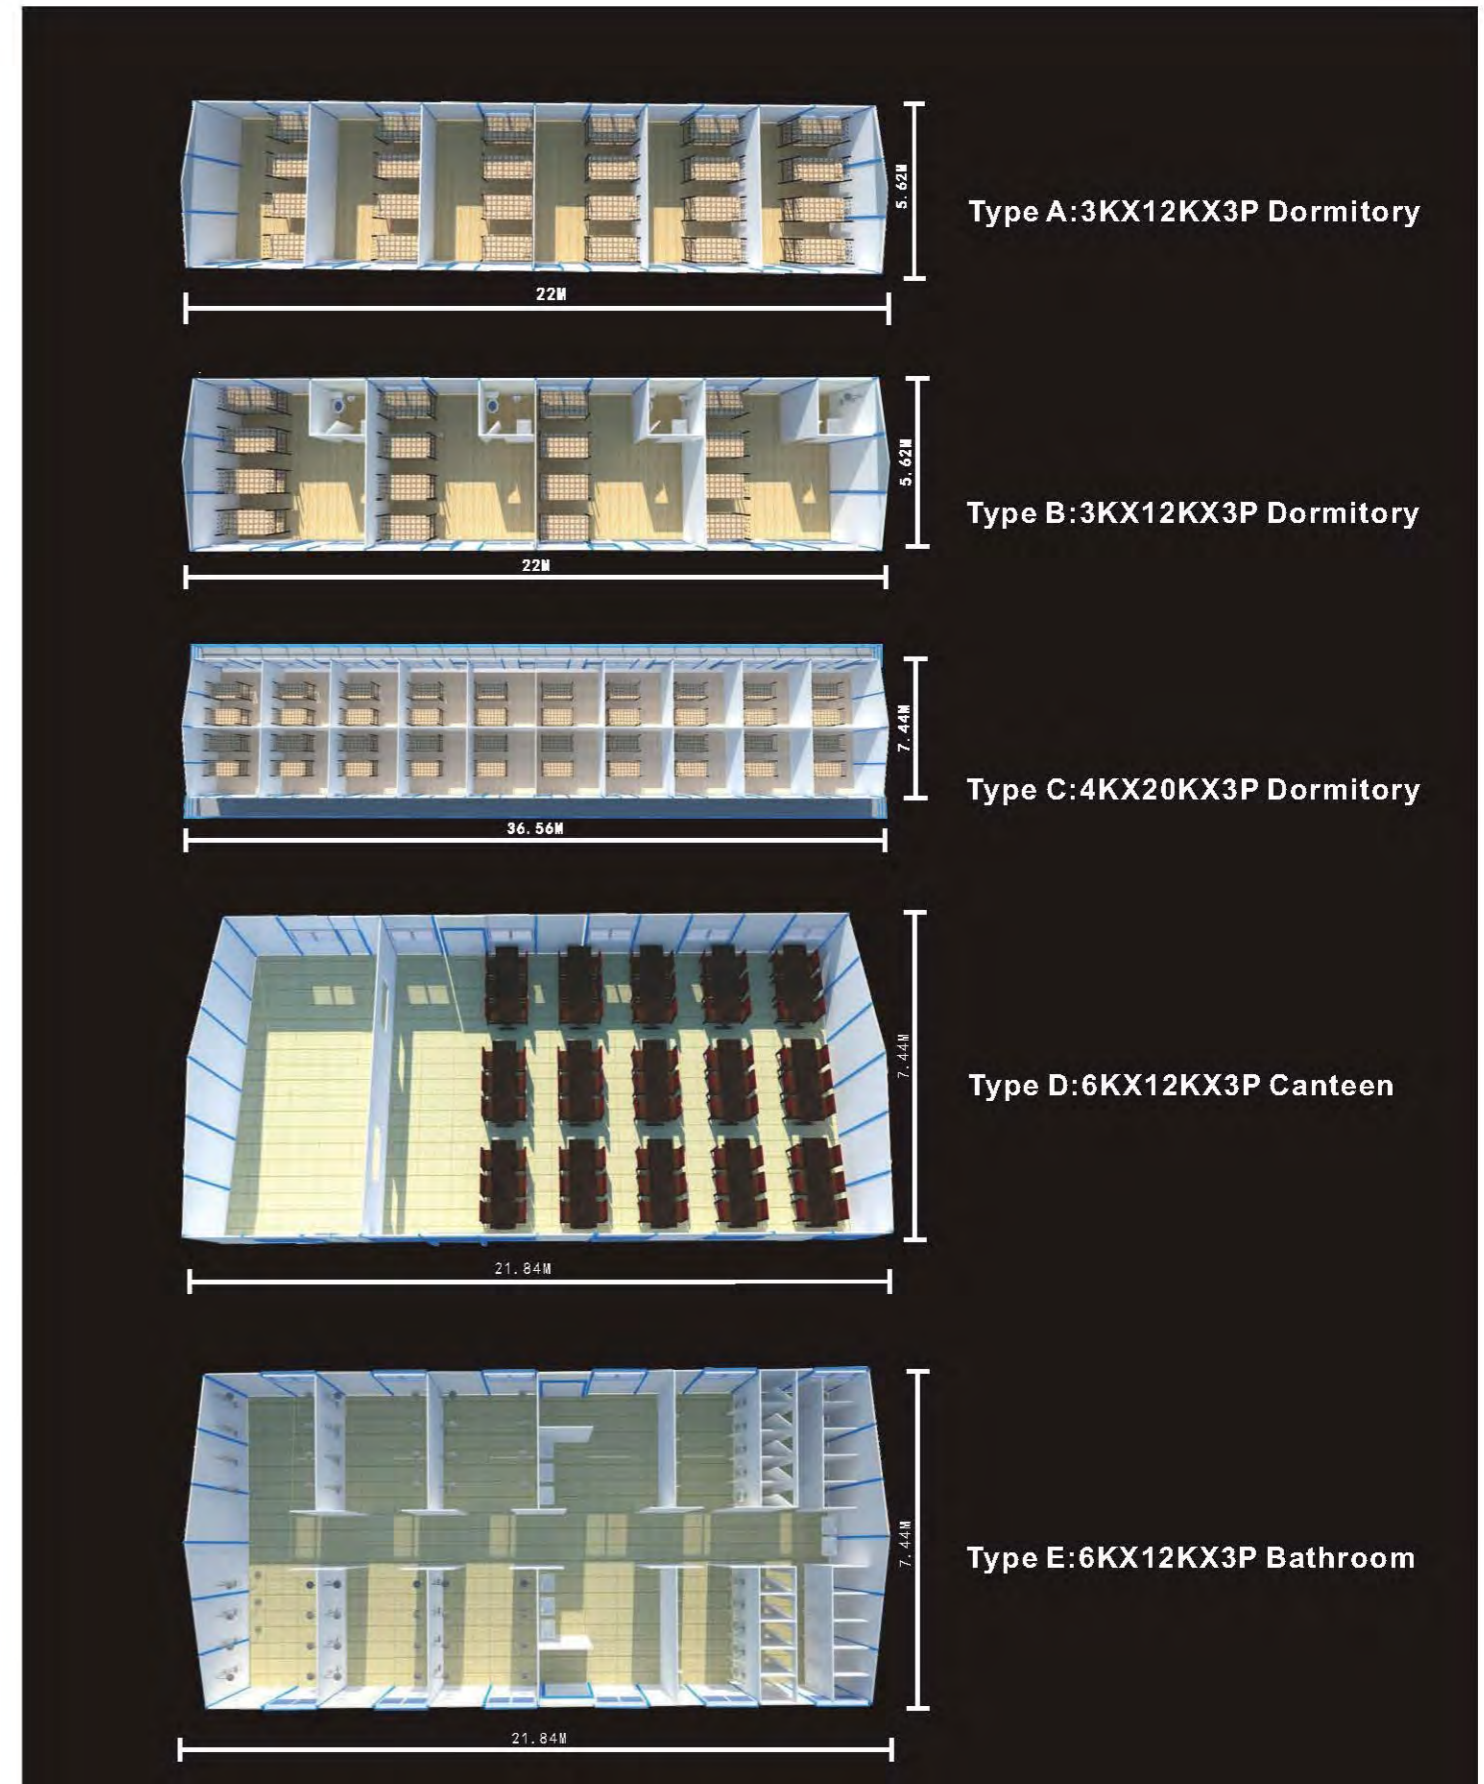 5.62M
Type A:3KX12KX3P Dormitory
22M
5.62M
Type B:3KX12KX3P Dormitory
22M
7.44M
Type C:4KX20KX3P Dormitory
36.56M
7.44M
Type D:6KX12KX3P Canteen
21.84M
7.44M
Type E:6KX12KX3P Bathroom
21.84M